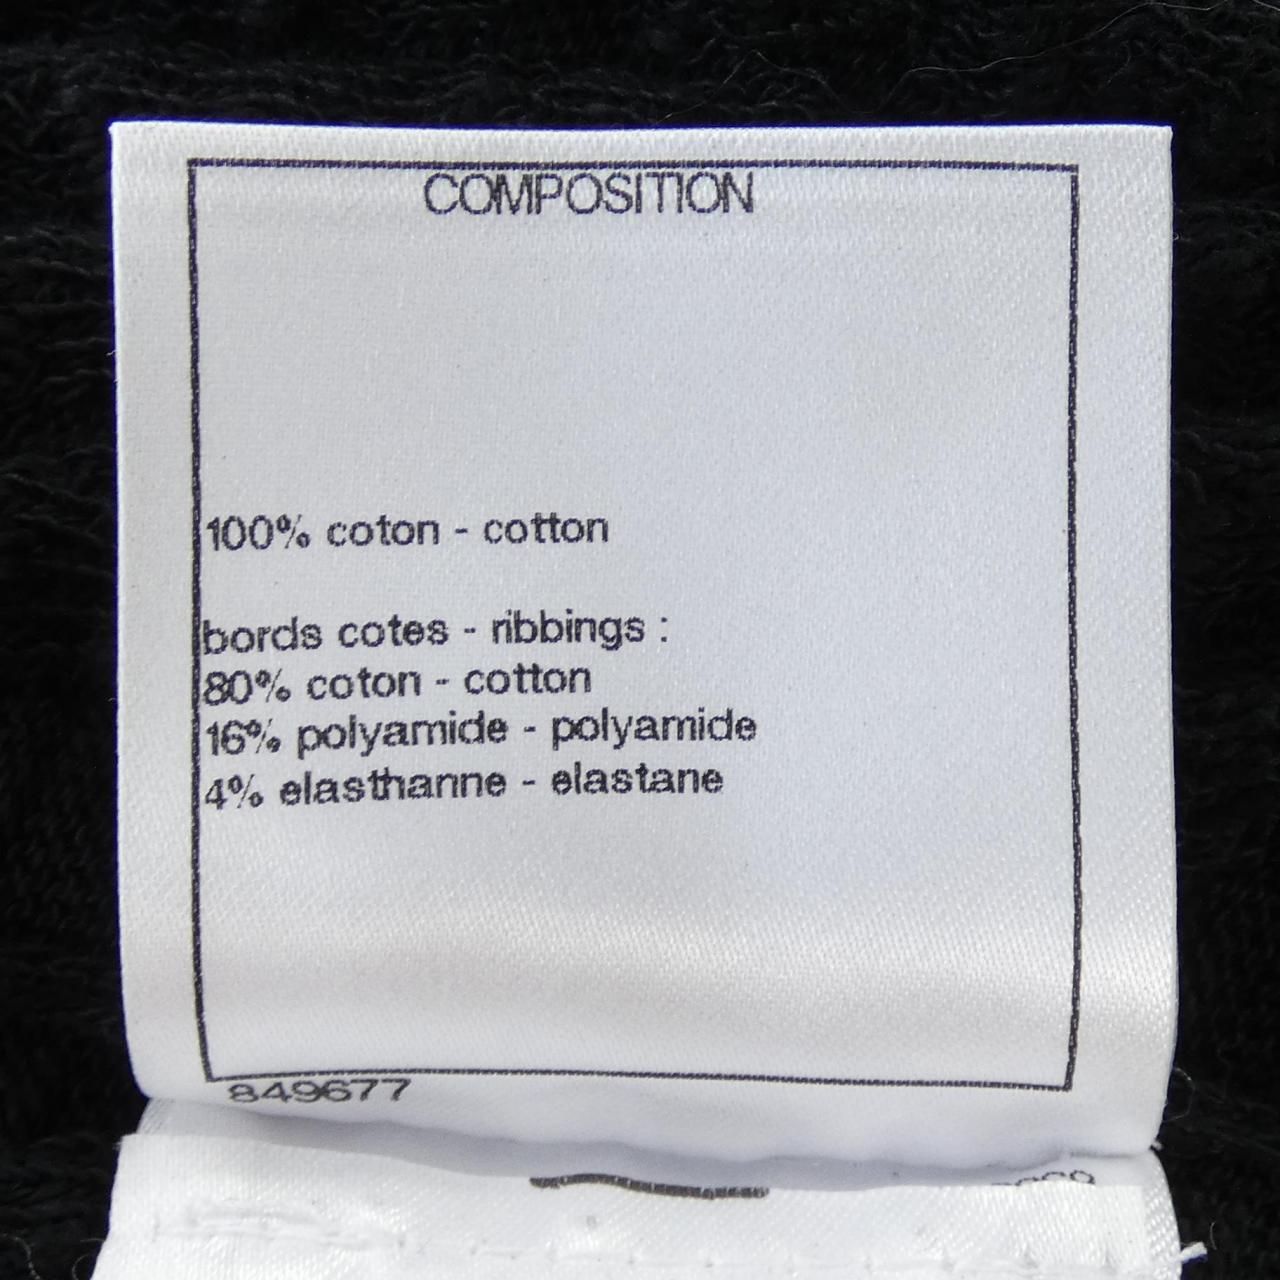 COMPOSITION
100% coton - cotton
bords cotes - ribbings :
80% coton - cotton
16% polyamide - polyamide
4% elasthanne - elastane
849677